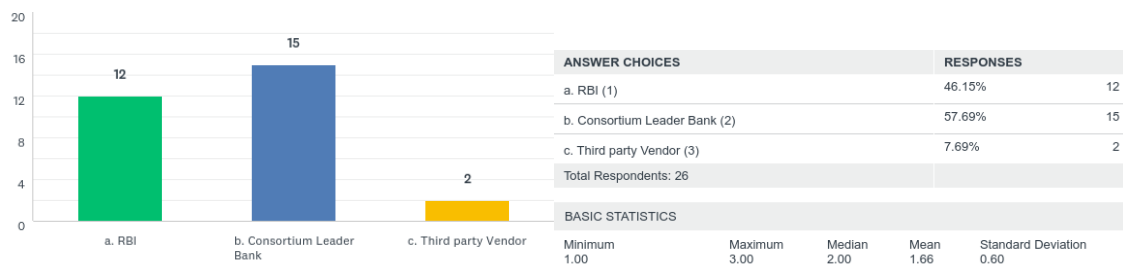 20
16
12
8
4
0
12
15
2
a. RBI
b. Consortium Leader
Bank
c. Third party Vendor
ANSWER CHOICES RESPONSES
a. RBI (1) 46.15% 12
b. Consortium Leader Bank (2) 57.69% 15
c. Third party Vendor (3) 7.69% 2
Total Respondents: 26
BASIC STATISTICS
Minimum Maximum Median Mean Standard Deviation
1.00 3.00 2.00 1.66 0.60